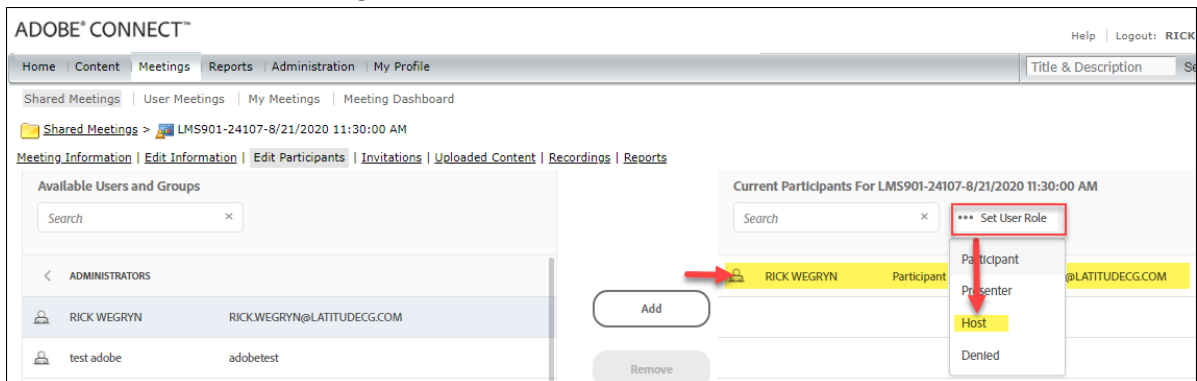 ADOBE® CONNECT™
Help | Logout: RICK
Home | Content | Meetings | Reports | Administration | My Profile
Title & Description
Shared Meetings | User Meetings | My Meetings | Meeting Dashboard
Shared Meetings > LMS901-24107-8/21/2020 11:30:00 AM
Meeting Information | Edit Information | Edit Participants | Invitations | Uploaded Content | Recordings | Reports
Available Users and Groups
Search ×
< ADMINISTRATORS
RICK WEGRYN RICK.WEGRYN@LATITUDECG.COM
test adobe adobetest
Add
Remove
Current Participants For LMS901-24107-8/21/2020 11:30:00 AM
Search × ••• Set User Role
RICK WEGRYN Participant @LATITUDECG.COM
Participant
Presenter
Host
Denied